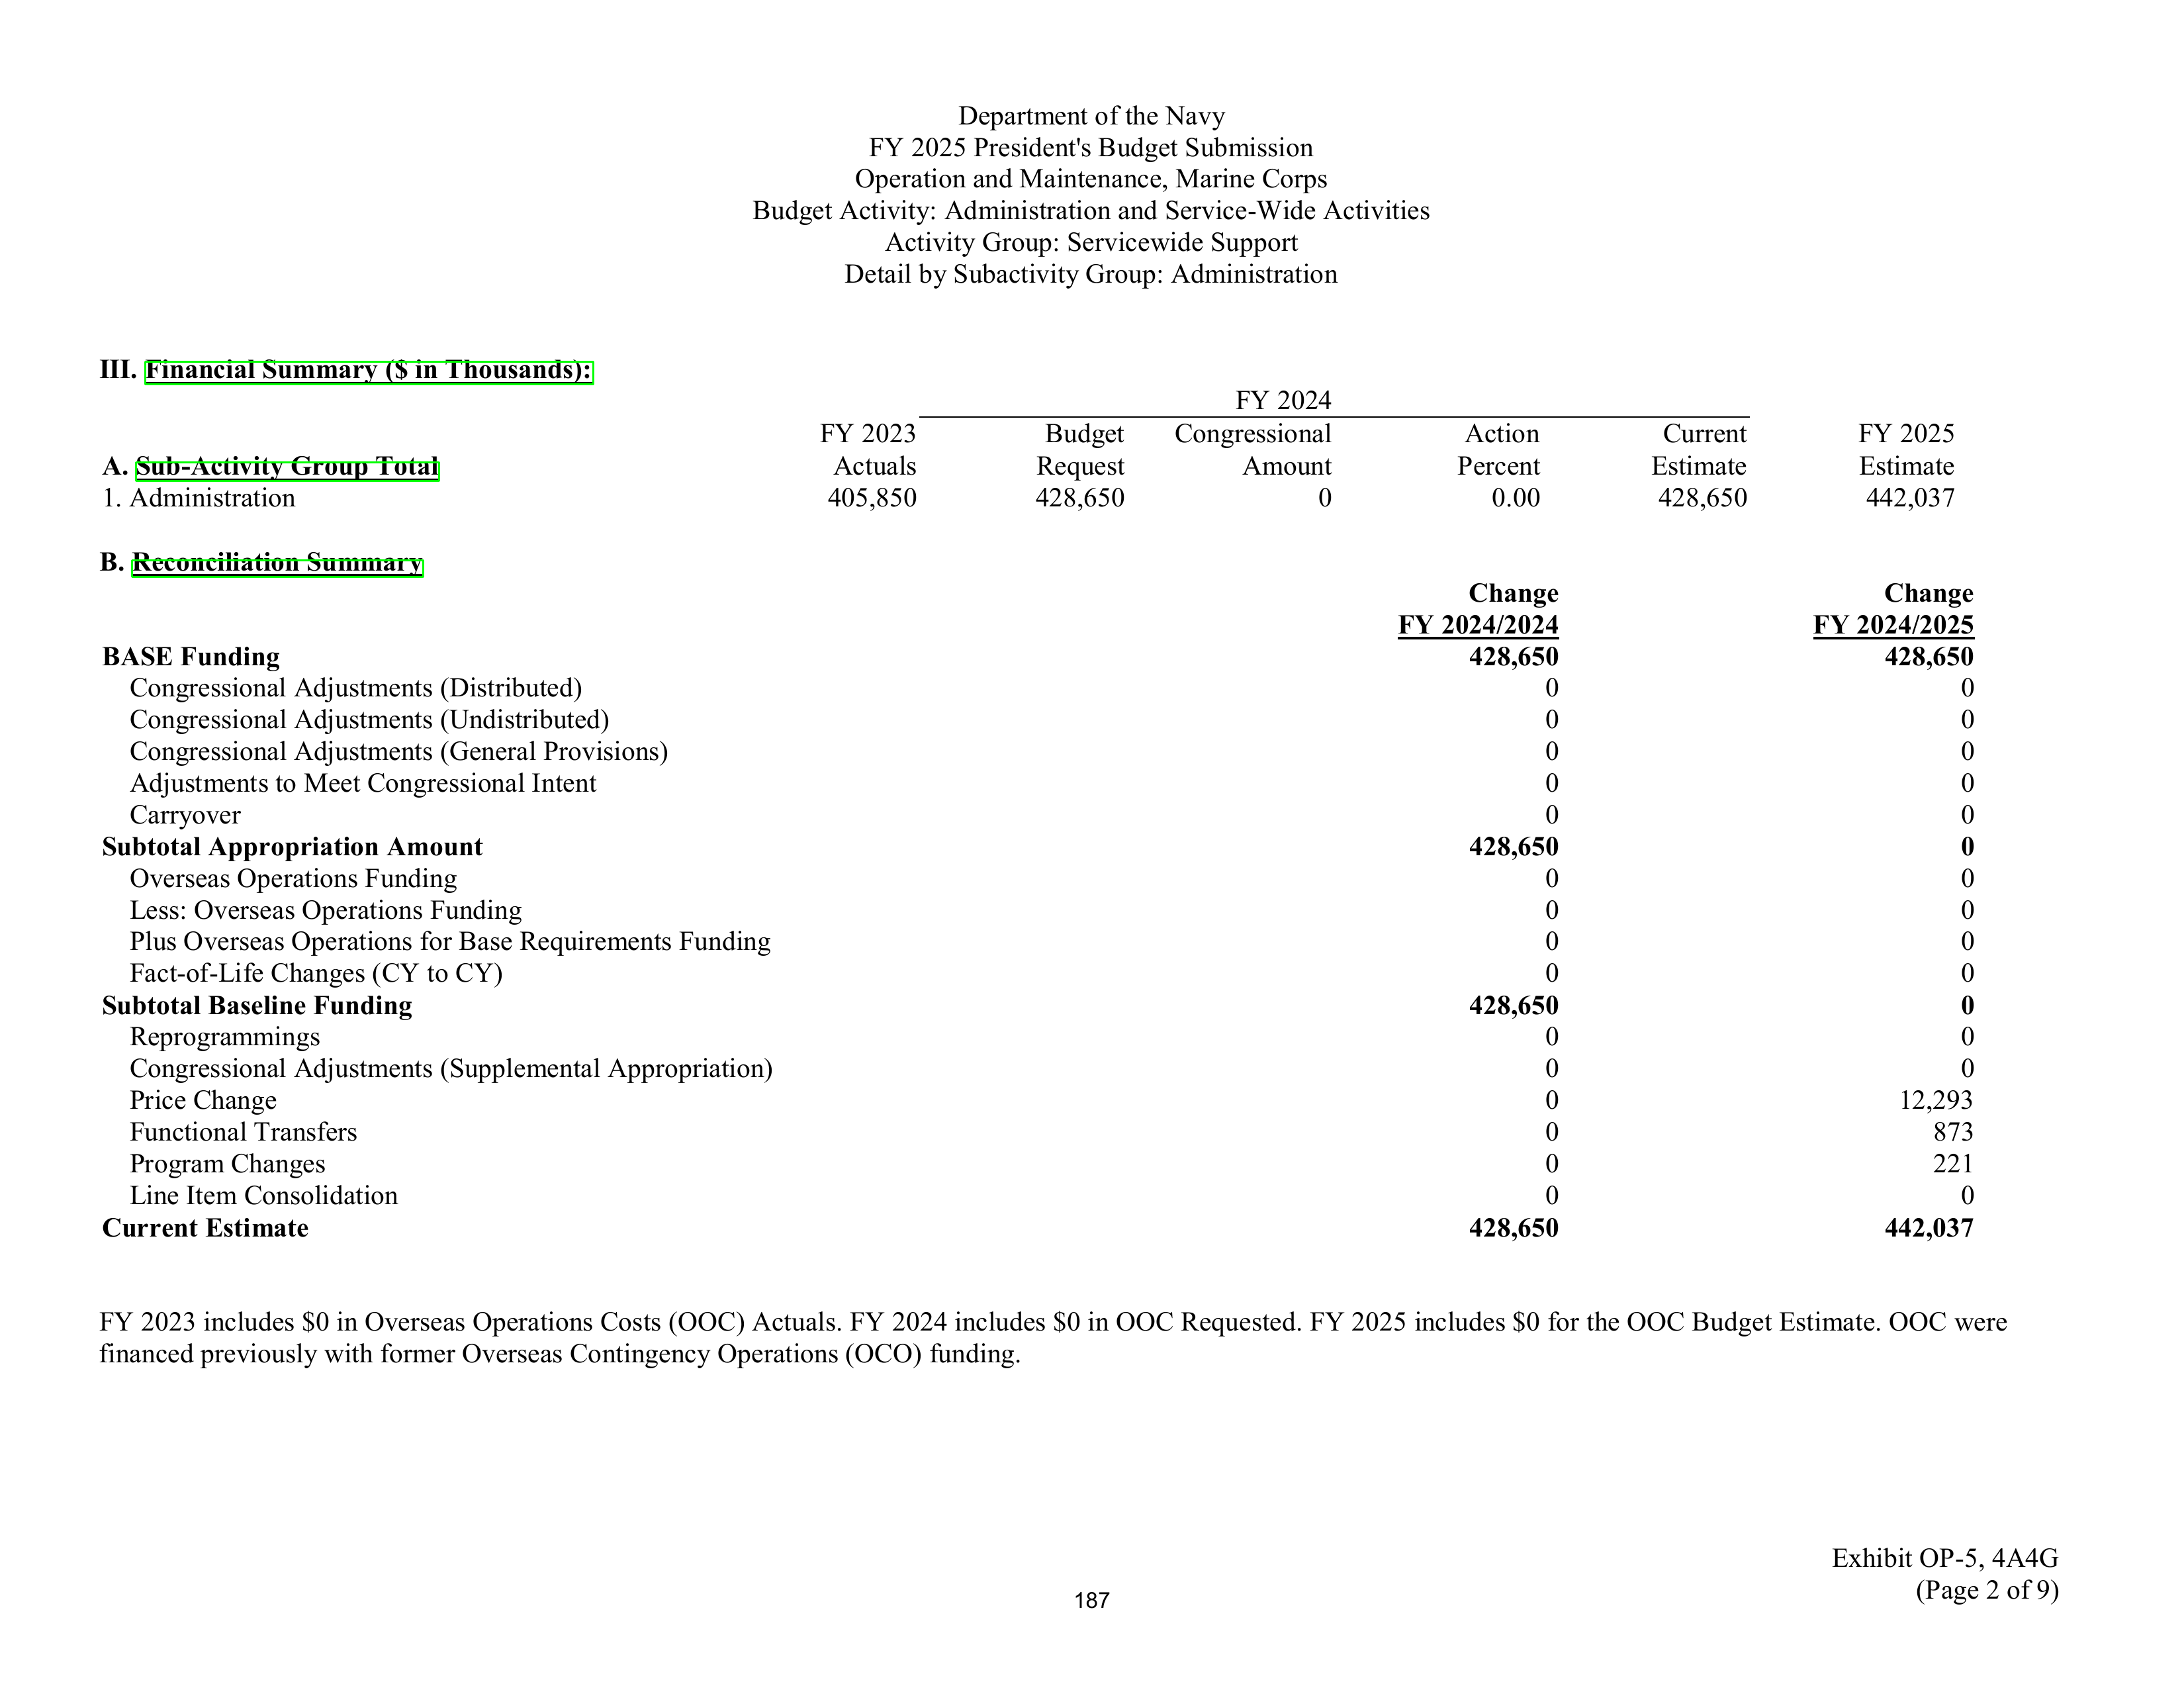 Department of the Navy
FY 2025 President's Budget Submission
Operation and Maintenance, Marine Corps
Budget Activity: Administration and Service-Wide Activities
Activity Group: Servicewide Support
Detail by Subactivity Group: Administration
III. Financial Summary ($ in Thousands):
FY 2024
FY 2023 Budget Congressional Action Current FY 2025
A. Sub-Activity Group Total Actuals Request Amount Percent Estimate Estimate
1. Administration 405,850 428,650 0 0.00 428,650 442,037
B. Reconciliation Summary
Change Change
FY 2024/2024 FY 2024/2025
BASE Funding 428,650 428,650
Congressional Adjustments (Distributed) 0 0
Congressional Adjustments (Undistributed) 0 0
Congressional Adjustments (General Provisions) 0 0
Adjustments to Meet Congressional Intent 0 0
Carryover 0 0
Subtotal Appropriation Amount 428,650 0
Overseas Operations Funding 0 0
Less: Overseas Operations Funding 0 0
Plus Overseas Operations for Base Requirements Funding 0 0
Fact-of-Life Changes (CY to CY) 0 0
Subtotal Baseline Funding 428,650 0
Reprogrammings 0 0
Congressional Adjustments (Supplemental Appropriation) 0 0
Price Change 0 12,293
Functional Transfers 0 873
Program Changes 0 221
Line Item Consolidation 0 0
Current Estimate 428,650 442,037
FY 2023 includes $0 in Overseas Operations Costs (OOC) Actuals. FY 2024 includes $0 in OOC Requested. FY 2025 includes $0 for the OOC Budget Estimate. OOC were
financed previously with former Overseas Contingency Operations (OCO) funding.
Exhibit OP-5, 4A4G
(Page 2 of 9)
187